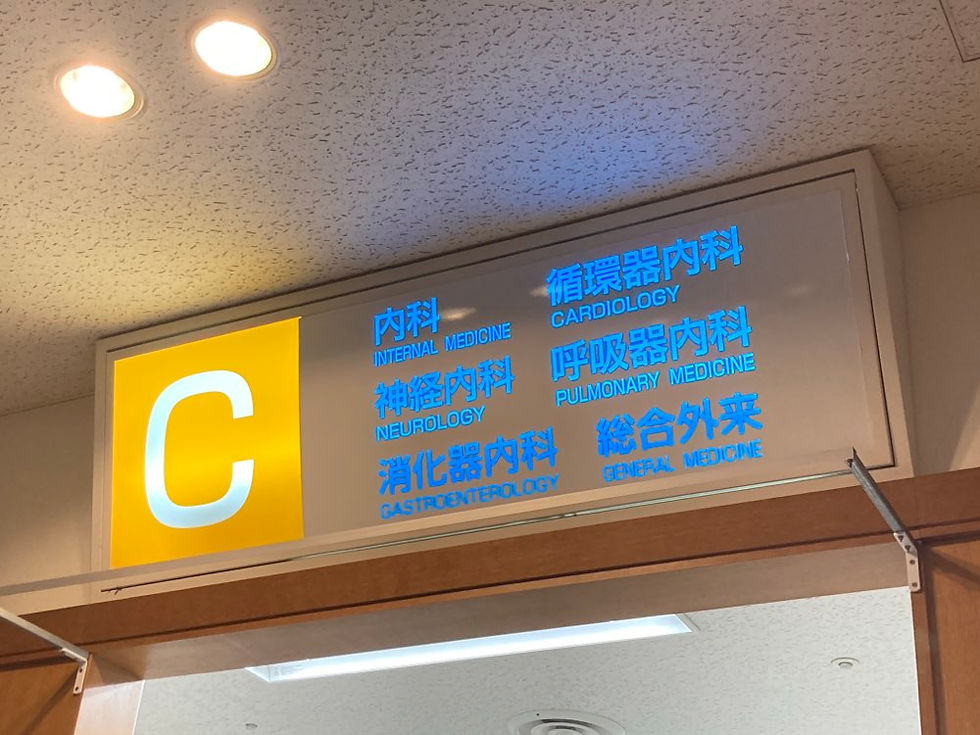 C
内科
INTERNAL MEDICINE
神経内科
NEUROLOGY
消化器内科
GASTROENTEROLOGY
循環器内科
CARDIOLOGY
呼吸器内科
PULMONARY MEDICINE
総合外来
GENERAL MEDICINE